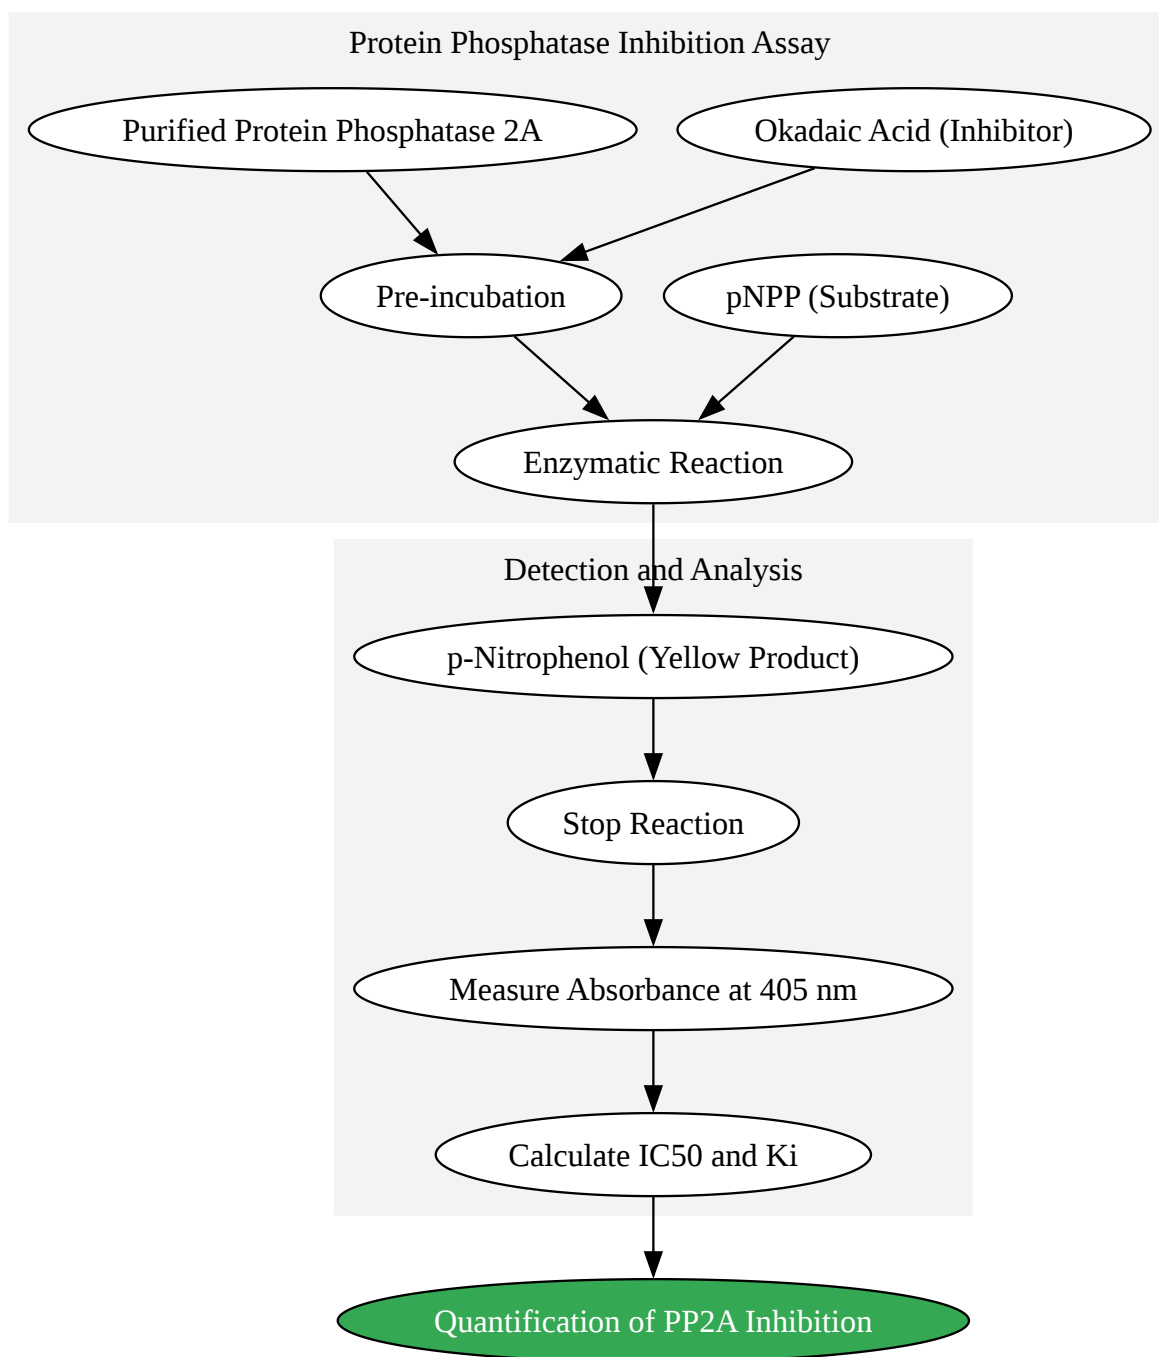 Protein Phosphatase Inhibition Assay
Purified Protein Phosphatase 2A
Okadaic Acid (Inhibitor)
Pre-incubation
pNPP (Substrate)
Enzymatic Reaction
Detection and Analysis
p-Nitrophenol (Yellow Product)
Stop Reaction
Measure Absorbance at 405 nm
Calculate IC50 and Ki
Quantification of PP2A Inhibition